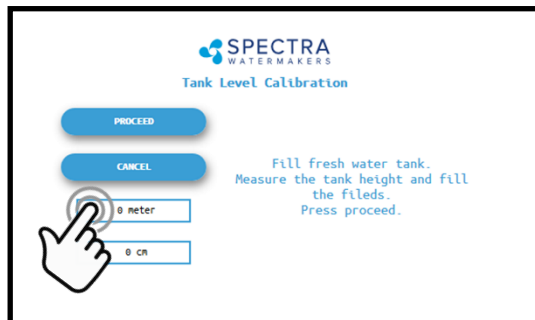 SPECTRA
WATERMAKERS
Tank Level Calibration
PROCEED
CANCEL
0 meter
0 cm
Fill fresh water tank.
Measure the tank height and fill
the fileds.
Press proceed.